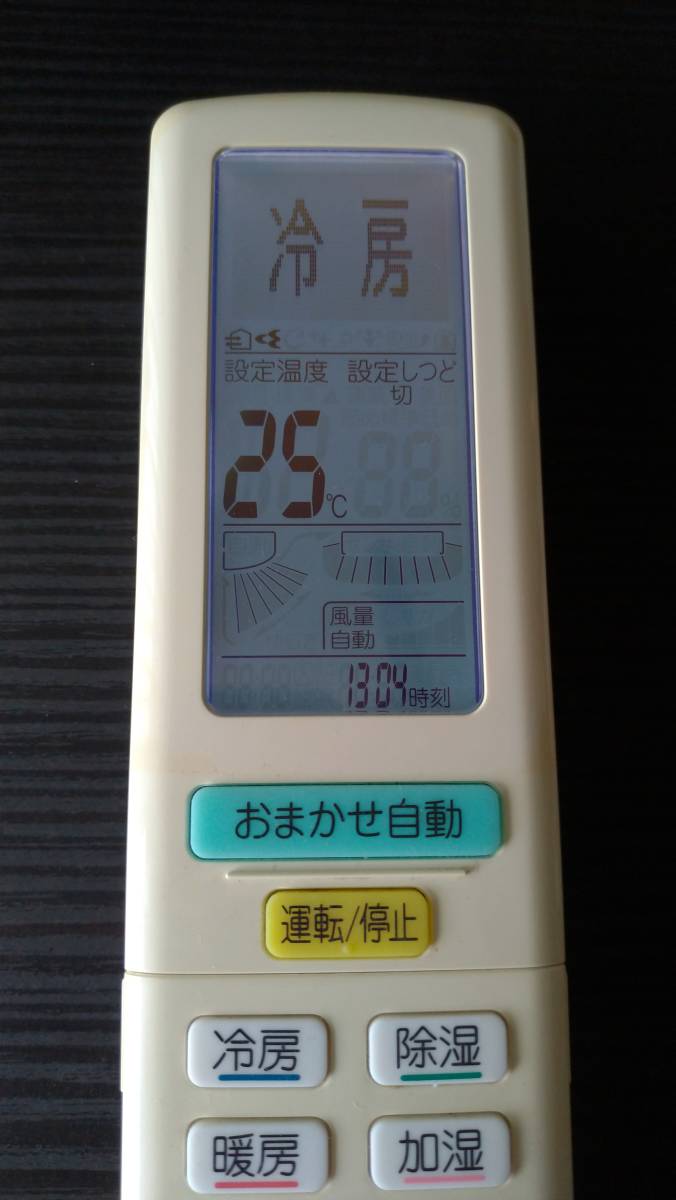 冷房
設定温度 設定しつど
切
25℃
風量
自動
13:04時刻
おまかせ自動
運転/停止
冷房 除湿
暖房 加湿